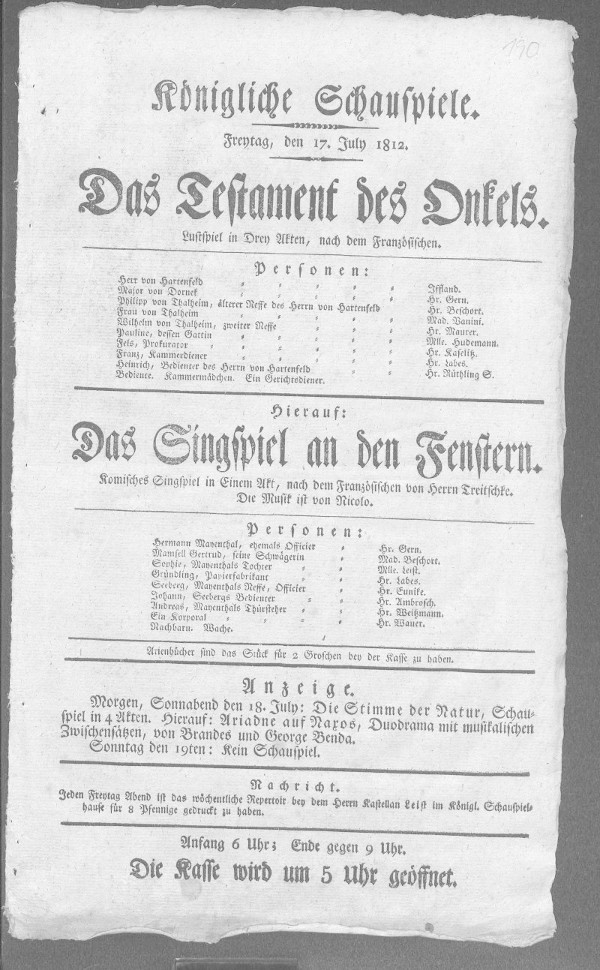 190
Königliche Schauspiele.
Freytag, den 17. July 1812.
Das Testament des Onkels.
Lustspiel in Drey Akten, nach dem Französischen.
Personen:
Herr von Hartenfeld " " " " " Iffland.
Major von Dornek " " " " " Hr. Gern.
Philipp von Thalheim, älterer Neffe des Herrn von Hartenfeld " Hr. Beschort.
Frau von Thalheim " " " " " Mad. Vanini.
Wilhelm von Thalheim, zweiter Neffe " " " " Hr. Maurer.
Pauline, dessen Gattin " " " " " Mlle. Hudemann.
Fels, Prokurator " " " " " " Hr. Kaselitz.
Franz, Kammerdiener " " " " " Hr. Labes.
Heinrich, Bedienter des Herrn von Hartenfeld " " " Hr. Rüthling S.
Bediente. Kammermädchen. Ein Gerichtsdiener.
Hierauf:
Das Singspiel an den Fenstern.
Komisches Singspiel in Einem Akt, nach dem Französischen von Herrn Treitschke.
Die Musik ist von Nicolo.
Personen:
Hermann Mayenthal, ehemals Officier " Hr. Gern.
Mamsell Gertrud, seine Schwägerin " Mad. Beschort.
Sophie, Mayenthals Tochter " " Mlle. Leist.
Gründling, Papierfabrikant " " Hr. Labes.
Seeberg, Mayenthals Neffe, Officier " Hr. Eunike.
Johann, Seebergs Bedienter " " Hr. Ambrosch.
Andreas, Mayenthals Thürsteher " " Hr. Weitzmann.
Ein Korporal " " " " " Hr. Wauer.
Nachbarn. Wache.
Arienbücher sind das Stück für 2 Groschen bey der Kasse zu haben.
Anzeige.
Morgen, Sonnabend den 18. July: Die Stimme der Natur, Schau-
spiel in 4 Akten. Hierauf: Ariadne auf Naxos, Duodrama mit musikalischen
Zwischensätzen, von Brandes und George Benda.
Sonntag den 19ten: Kein Schauspiel.
Nachricht.
Jeden Freytag Abend ist das wöchentliche Repertoir bey dem Herrn Kastellan Leist im Königl. Schauspiel-
hause für 8 Pfennige gedruckt zu haben.
Anfang 6 Uhr; Ende gegen 9 Uhr.
Die Kasse wird um 5 Uhr geöffnet.